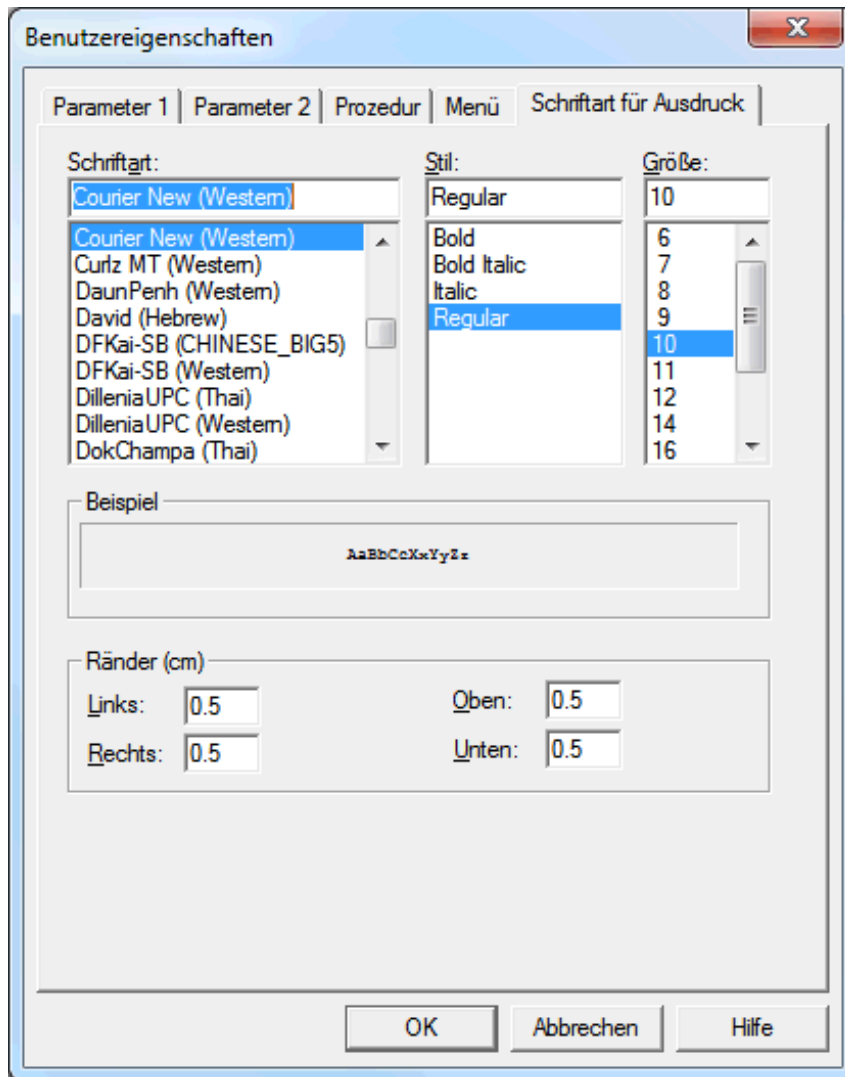 Benutzereigenschaften
Parameter 1 Parameter 2 Prozedur Menü Schriftart für Ausdruck
Schriftart: Stil: Größe:
Courier New (Western) Regular 10
Courier New (Western) Bold 6
Curlz MT (Western) Bold Italic 7
DaunPenh (Western) Italic 8
David (Hebrew) Regular 9
DFKai-SB (CHINESE_BIG5) 10
DFKai-SB (Western) 11
DilleniaUPC (Thai) 12
DilleniaUPC (Western) 14
DokChampa (Thai) 16
Beispiel
AaBbCcXxYyZz
Ränder (cm)
Links: 0.5 Oben: 0.5
Rechts: 0.5 Unten: 0.5
OK Abbrechen Hilfe